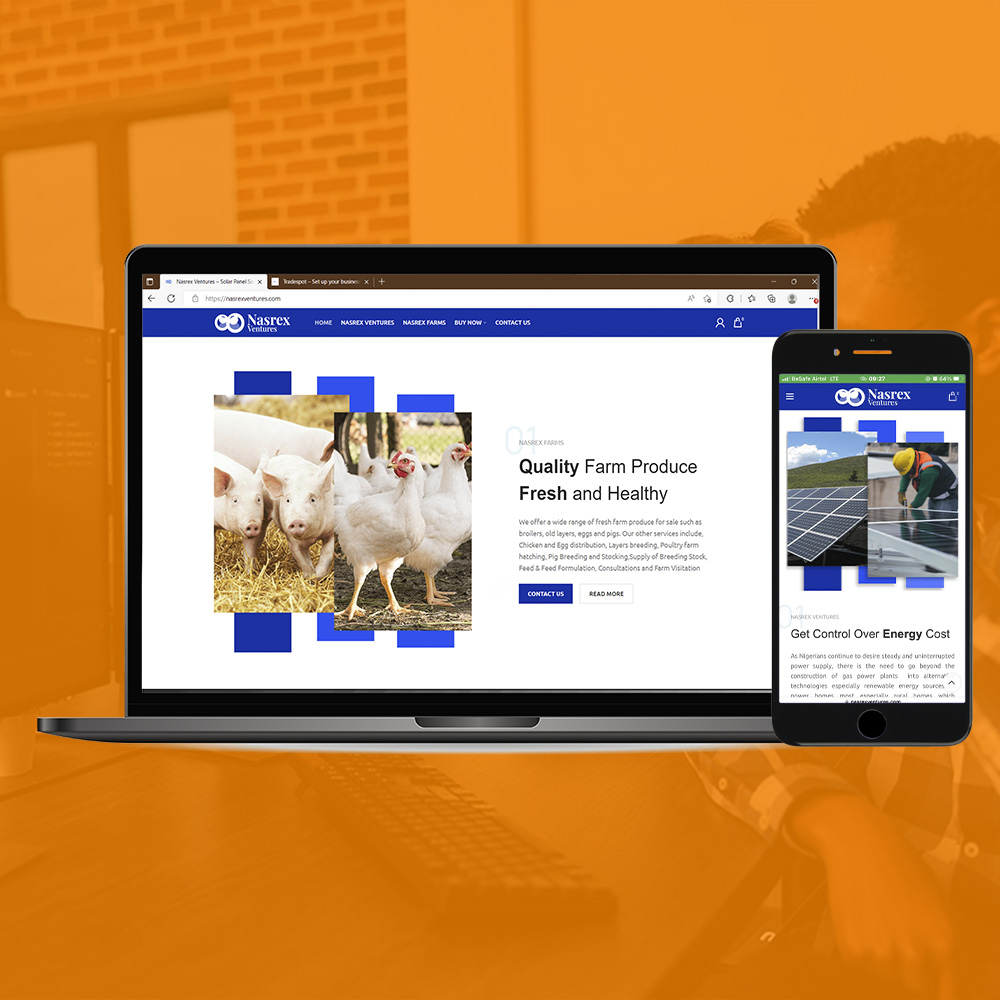 Nasrex Ventures – Solar Panel Se
Tradespot – Set up your busines
https://nasrexventures.com
Nasrex
Ventures
HOME NASREX VENTURES NASREX FARMS BUY NOW CONTACT US
0
01
NASREX FARMS
Quality Farm Produce
Fresh and Healthy
We offer a wide range of fresh farm produce for sale such as
broilers, old layers, eggs and pigs. Our other services include,
Chicken and Egg distribution, Layers breeding, Poultry farm
hatching, Pig Breeding and Stocking,Supply of Breeding Stock,
Feed & Feed Formulation, Consultations and Farm Visitation
CONTACT US READ MORE
BeSafe Airtel LTE 09:27 64%
Nasrex
Ventures
01
NASREX VENTURES
Get Control Over Energy Cost
As Nigerians continue to desire steady and uninterrupted
power supply, there is the need to go beyond the
construction of gas power plants into alternati
technologies especially renewable energy sources
power homes most especially rural homes which
nasrexventures.com